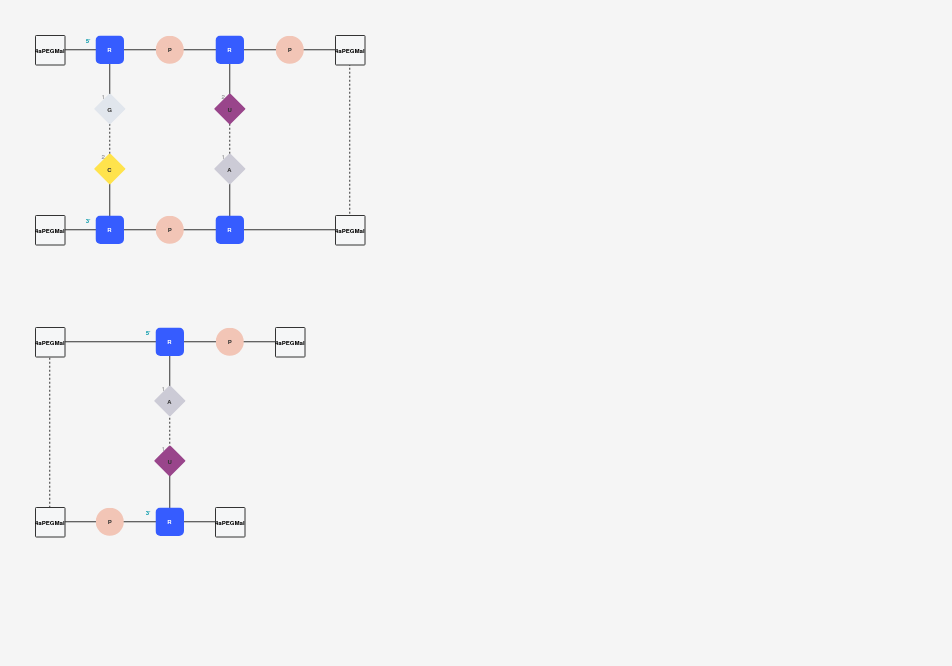 5'
4aPEGMal R P R P 4aPEGMal
1 2
G U
2 1
C A
3'
4aPEGMal R P R 4aPEGMal
5'
4aPEGMal R P 4aPEGMal
1
A
1
U
3'
4aPEGMal P R 4aPEGMal